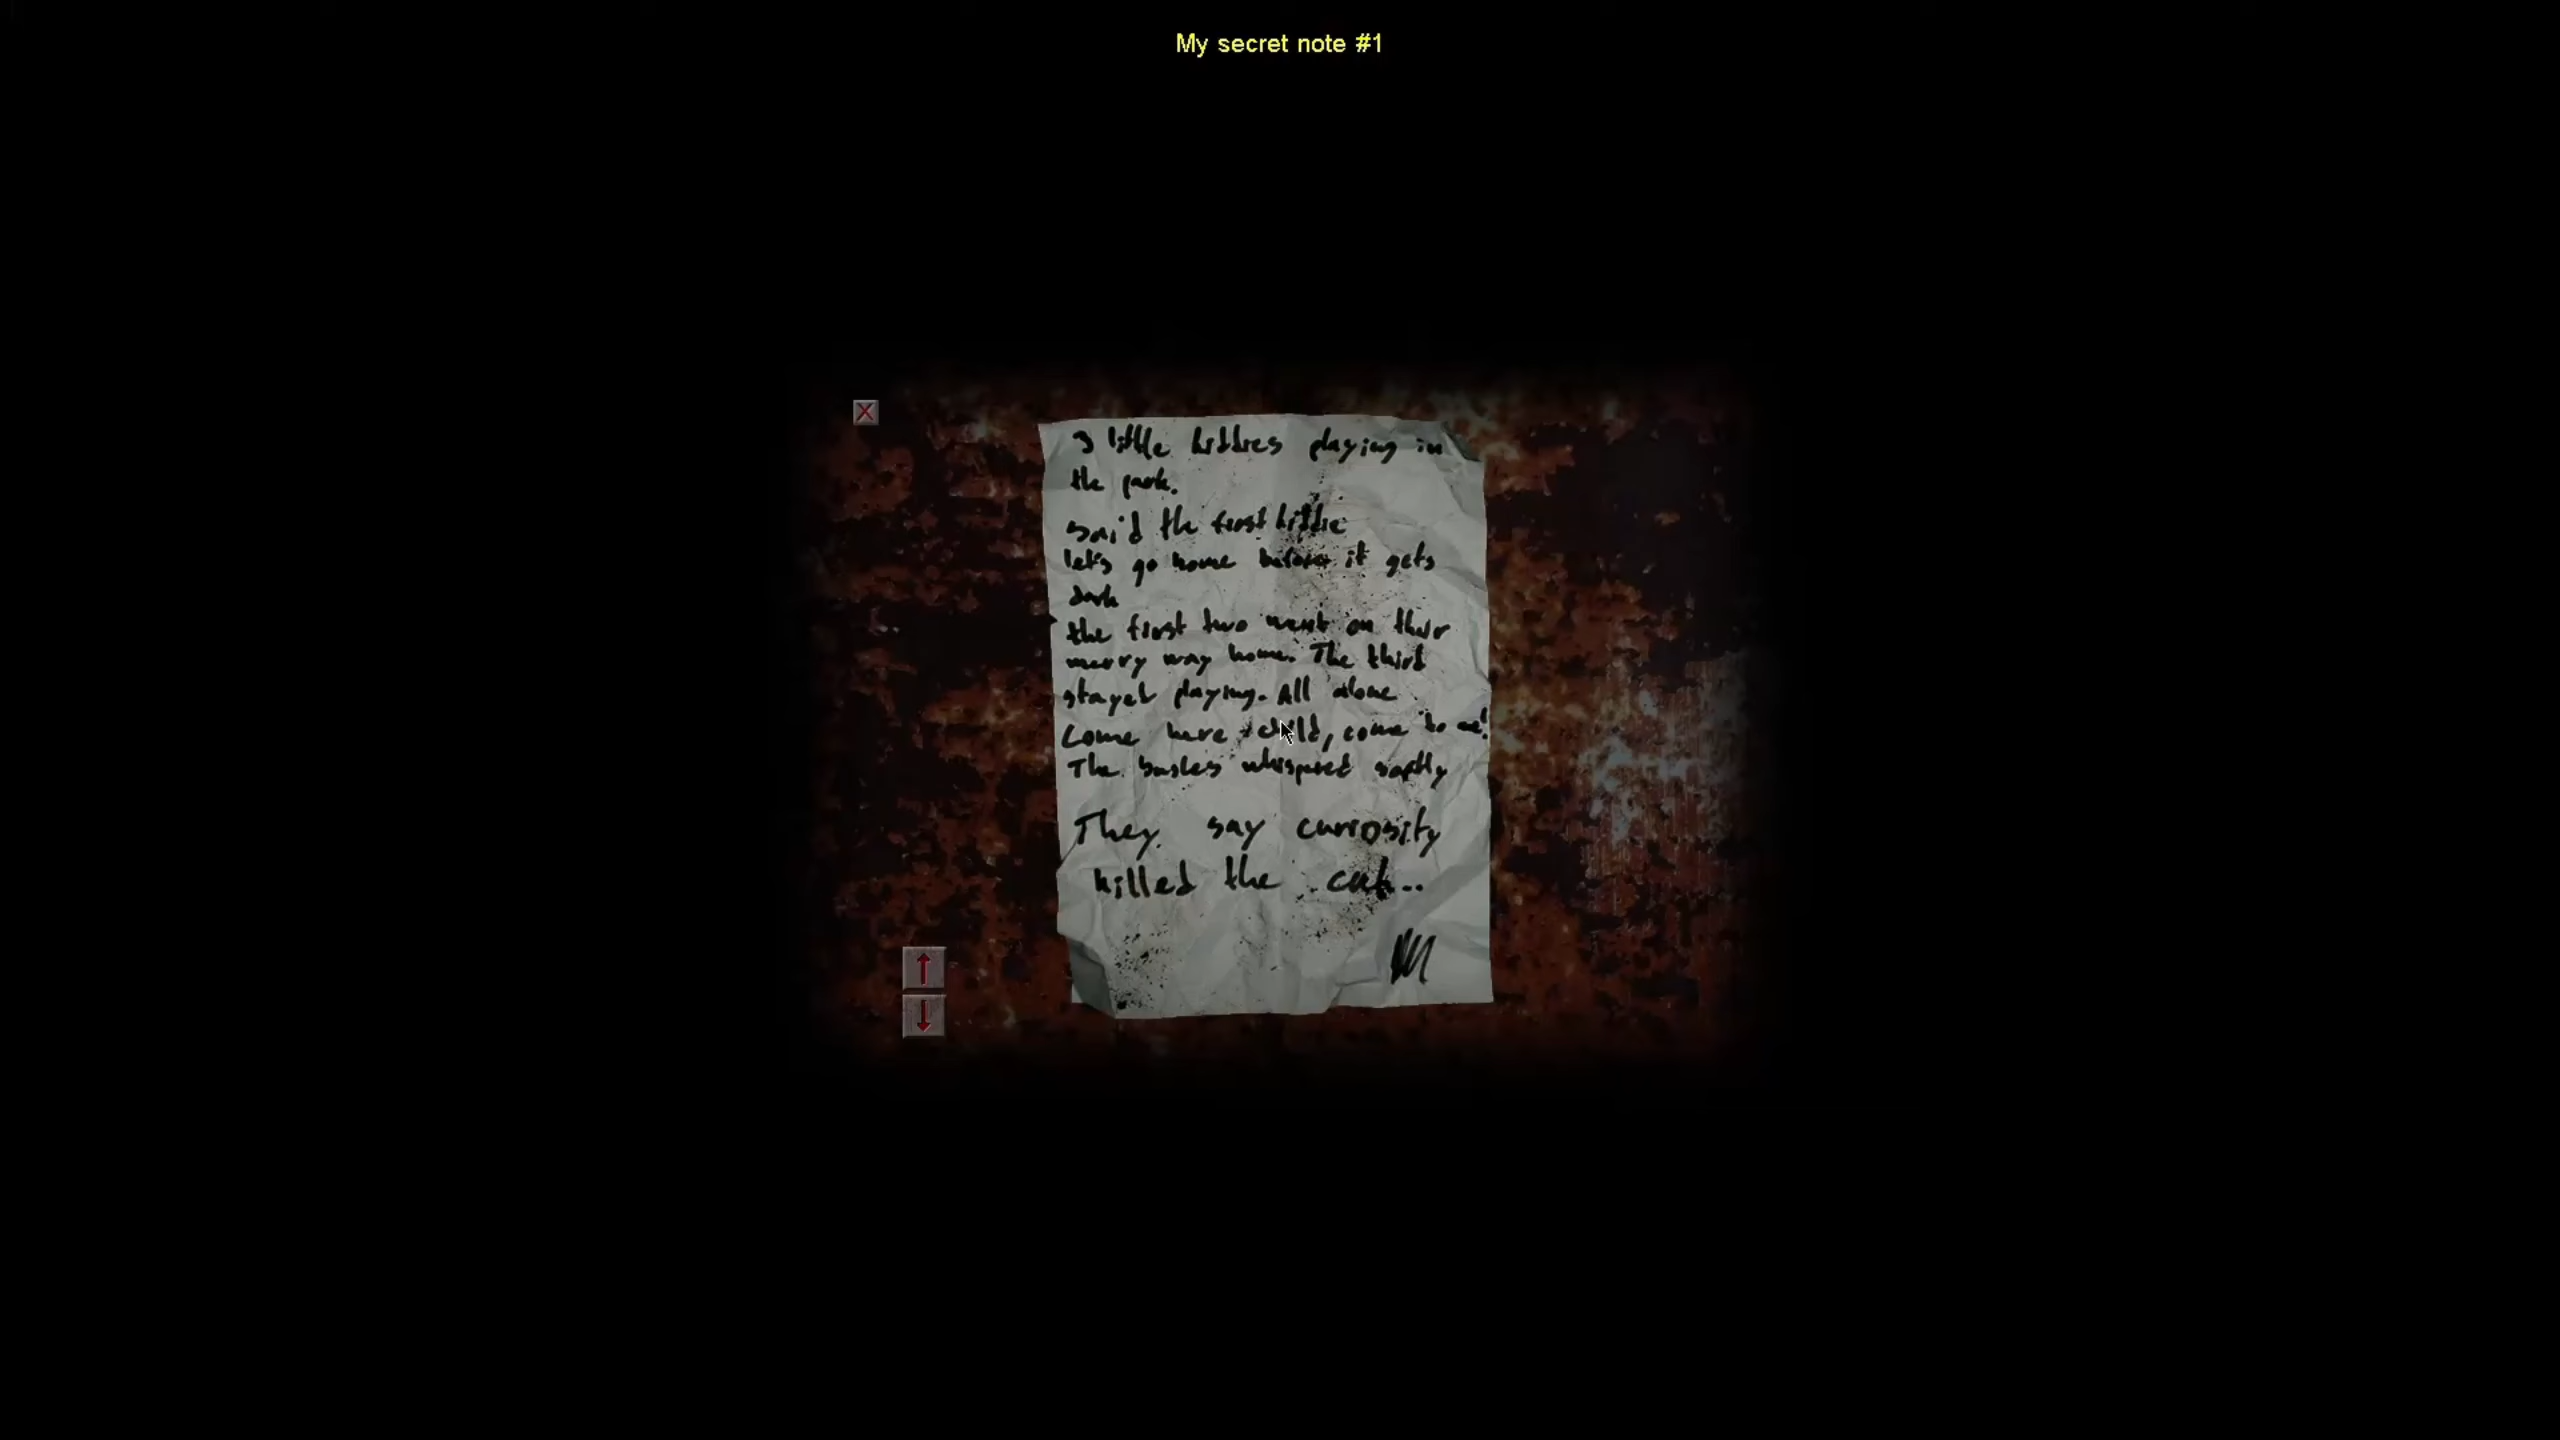 My secret note #1
3 little kiddies playing in
the park.
said the first kiddie
let's go home before it gets
dark
the first two went on their
merry way home. The third
stayed playing. All alone
Come here child, come to me!
The bushes whispered softly
They say curiosity
killed the cat..